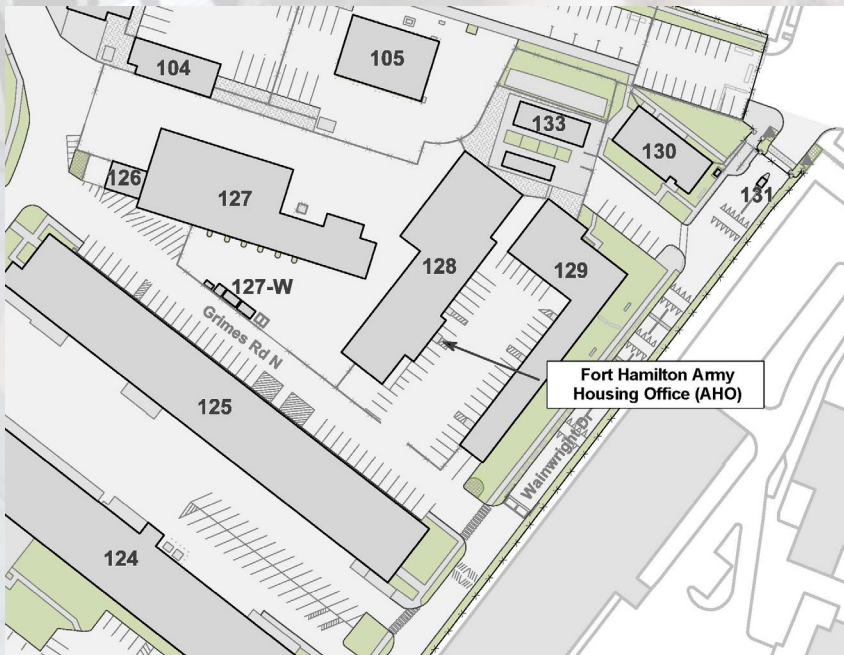 104
105
133
130
126
127
131
128
129
127-W
Grimes Rd N
Fort Hamilton Army
Housing Office (AHO)
125
Wainwright Dr
124